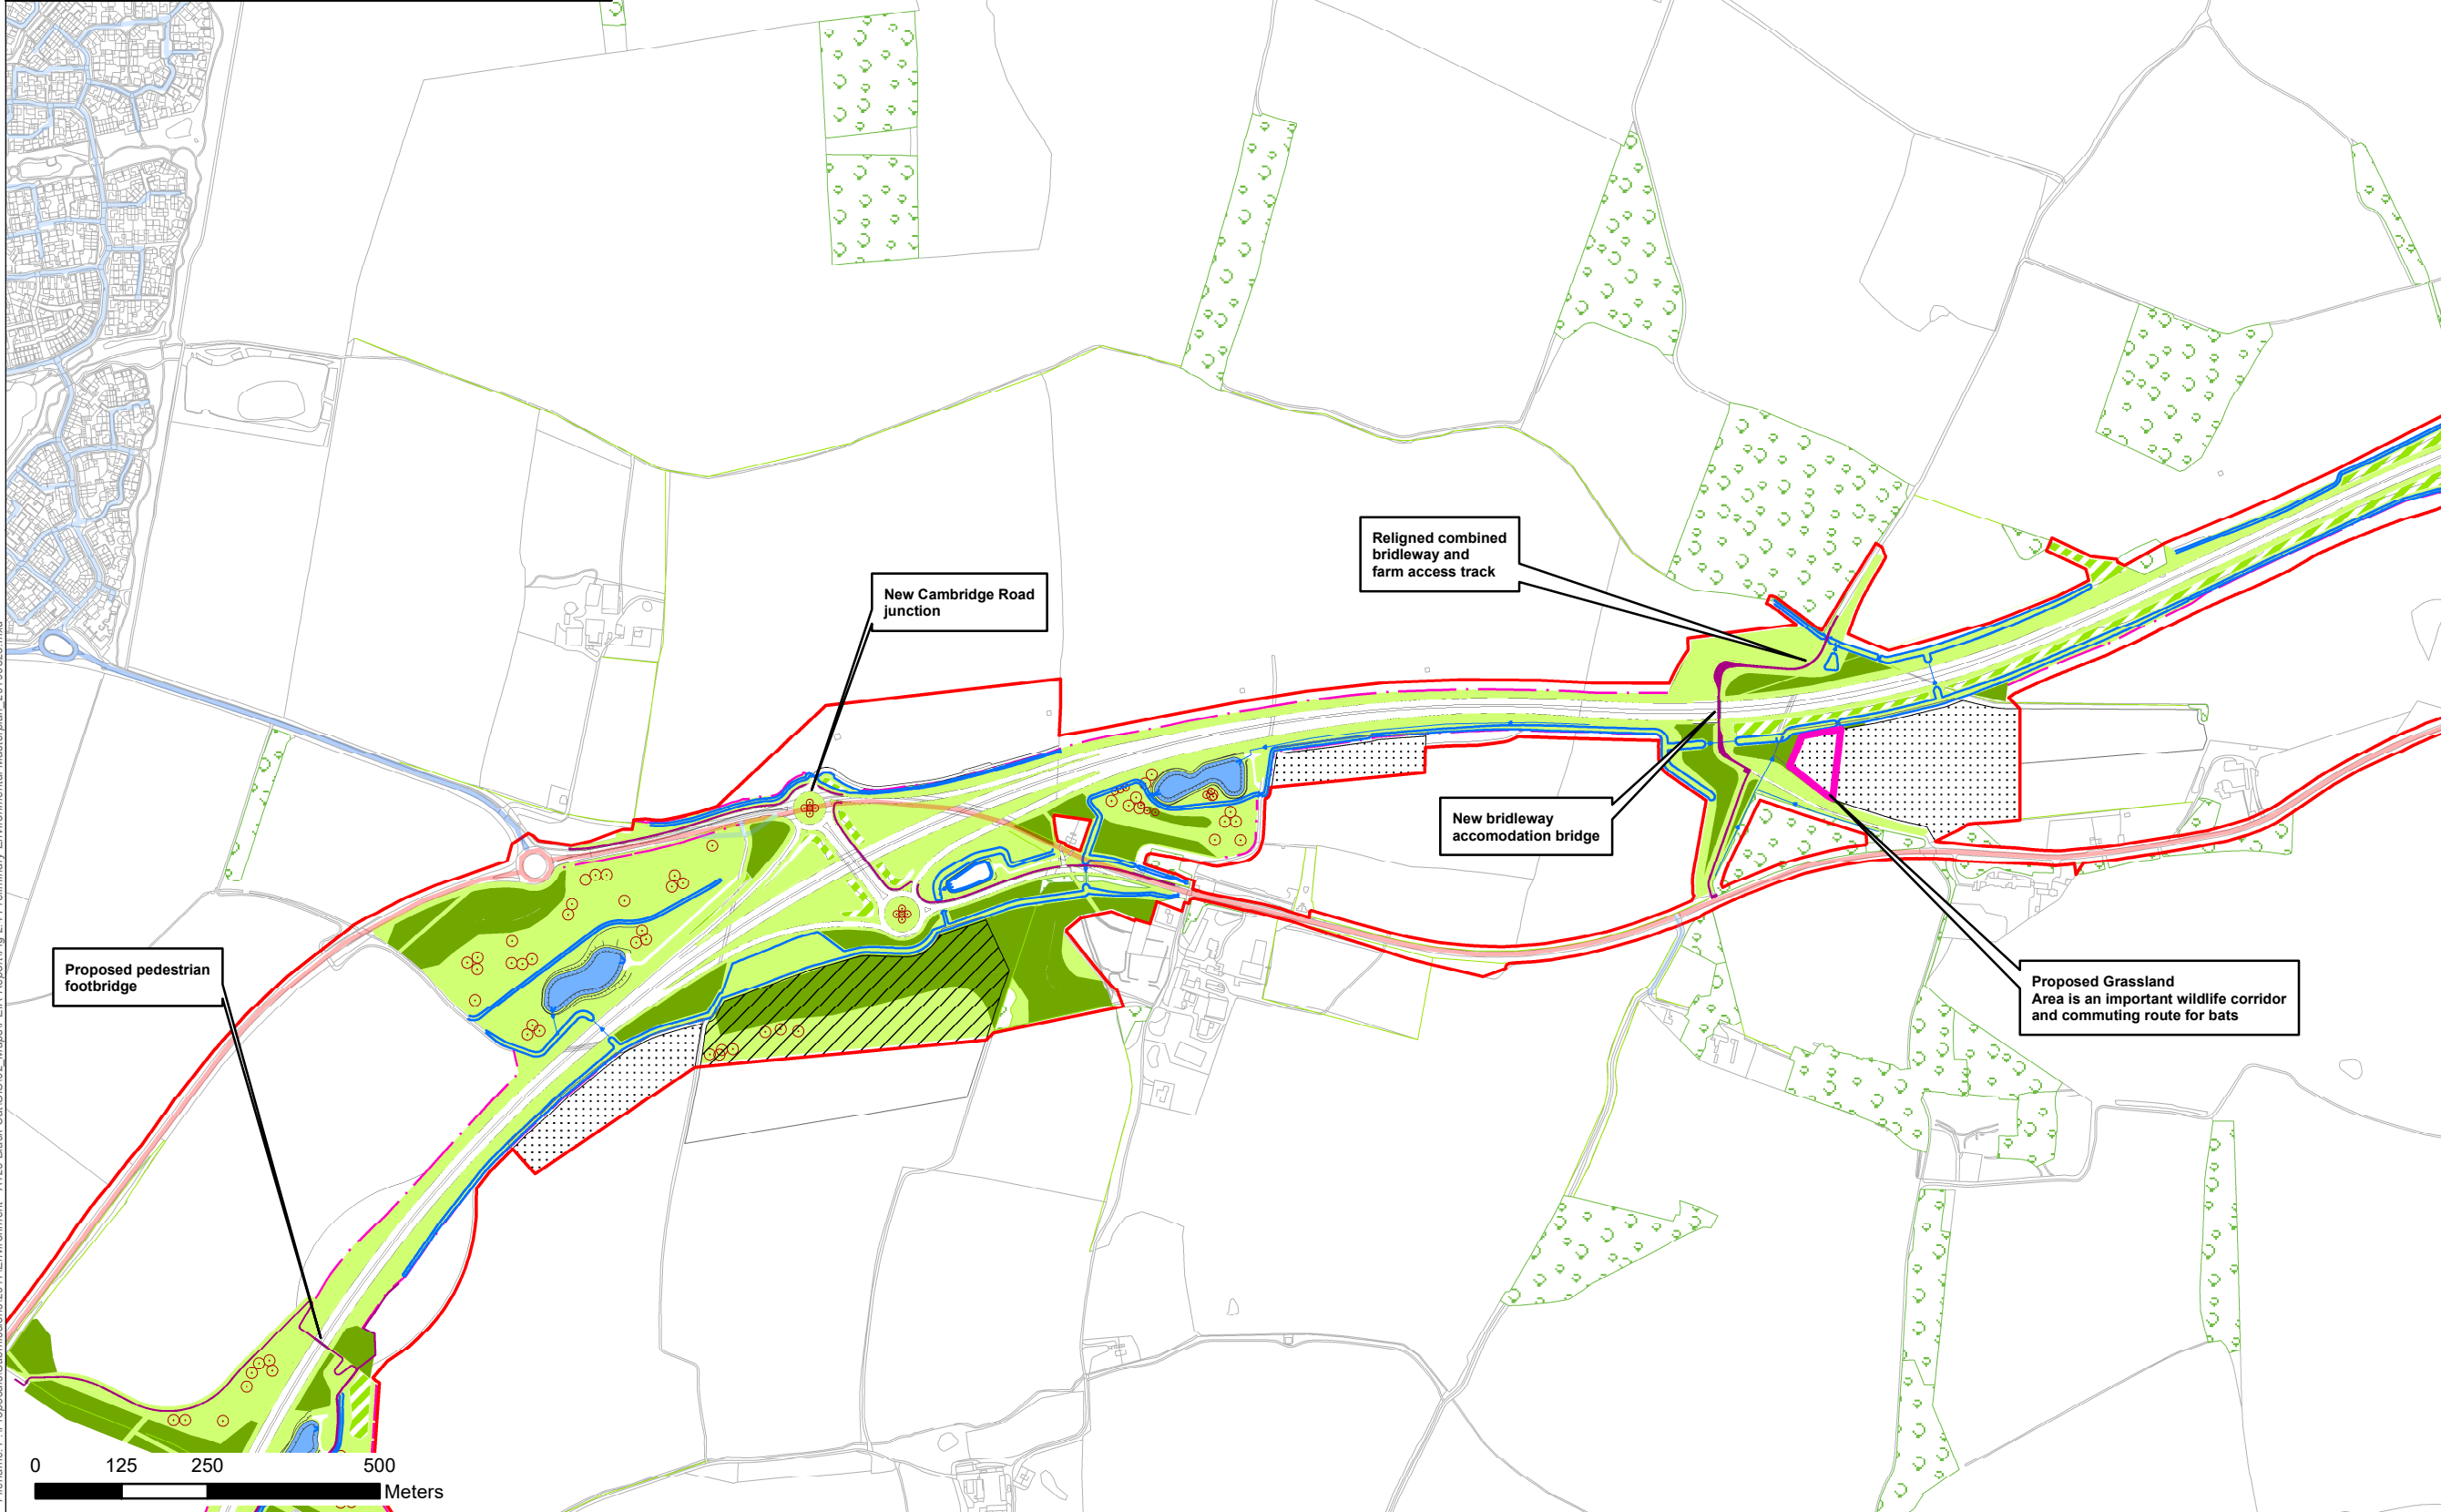 New Cambridge Road
junction
Religned combined
bridleway and
farm access track
New bridleway
accomodation bridge
Proposed pedestrian
footbridge
Proposed Grassland
Area is an important wildlife corridor
and commuting route for bats
0 125 250 500
Meters